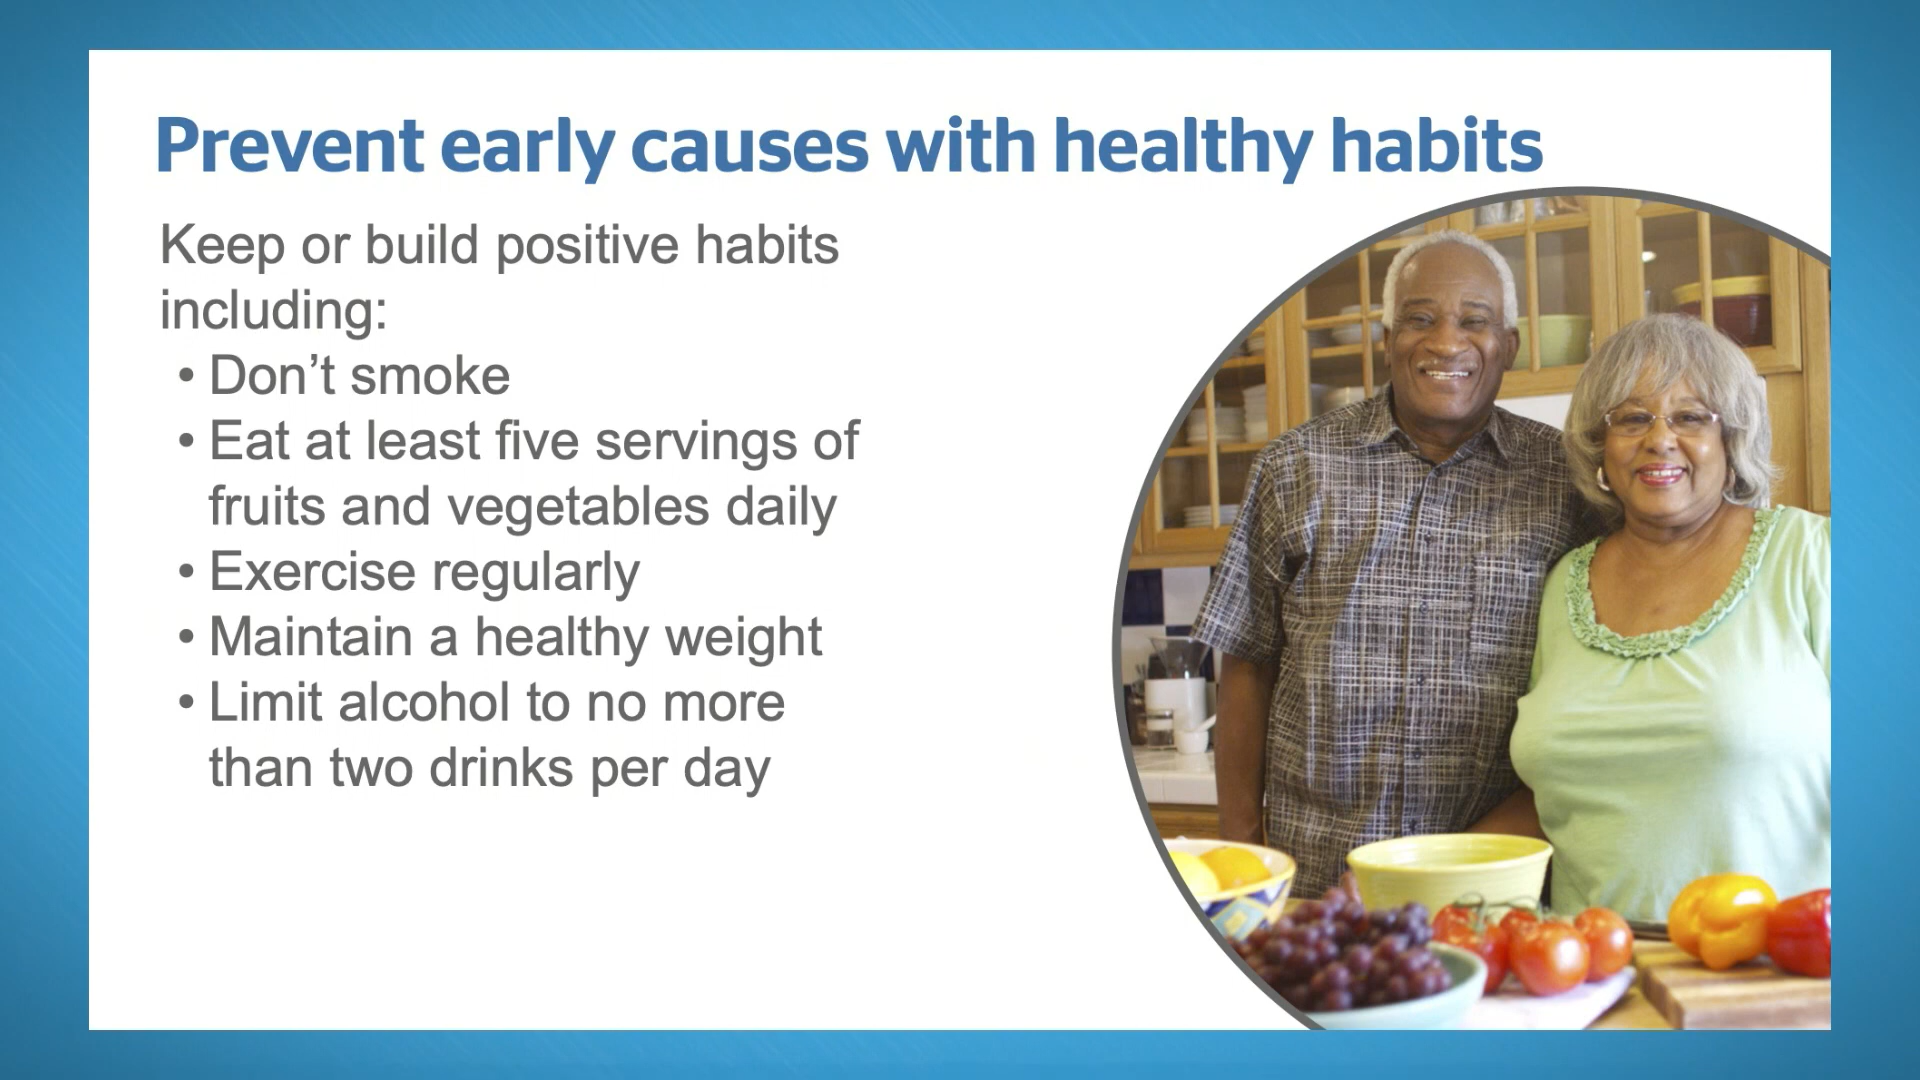 Prevent early causes with healthy habits
Keep or build positive habits
including:
• Don’t smoke
• Eat at least five servings of
fruits and vegetables daily
• Exercise regularly
• Maintain a healthy weight
• Limit alcohol to no more
than two drinks per day